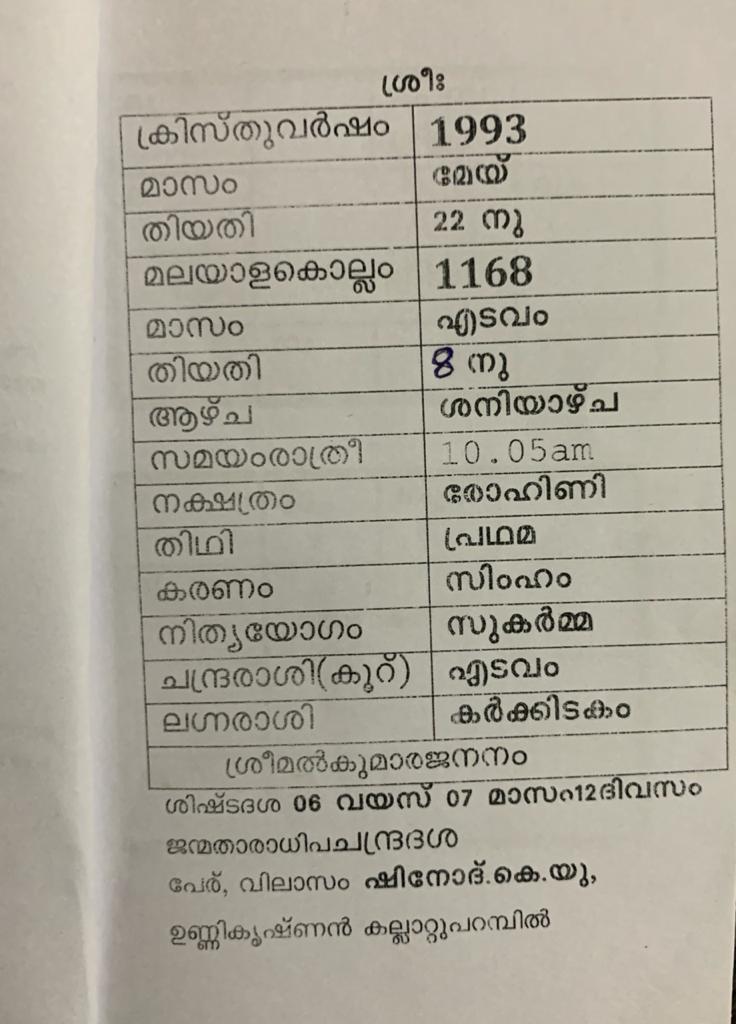 ശ്രീഃ
ക്രിസ്തുവർഷം 1993
മാസം മേയ്
തിയതി 22 നു
മലയാളകൊല്ലം 1168
മാസം എടവം
തിയതി 8 നു
ആഴ്ച ശനിയാഴ്ച
സമയംരാത്രീ 10.05am
നക്ഷത്രം രോഹിണി
തിഥി പ്രഥമ
കരണം സിംഹം
നിത്യയോഗം സുകർമ്മ
ചന്ദ്രരാശി(കൂറ്) എടവം
ലഗ്നരാശി കർക്കിടകം
ശ്രീമൽകുമാരജനനം
ശിഷ്ടദശ 06 വയസ് 07 മാസം12ദിവസം
ജന്മതാരാധിപചന്ദ്രദശ
പേര്, വിലാസം ഷിനോദ്.കെ.യു,
ഉണ്ണികൃഷ്ണൻ കല്ലാറ്റുപറമ്പിൽ